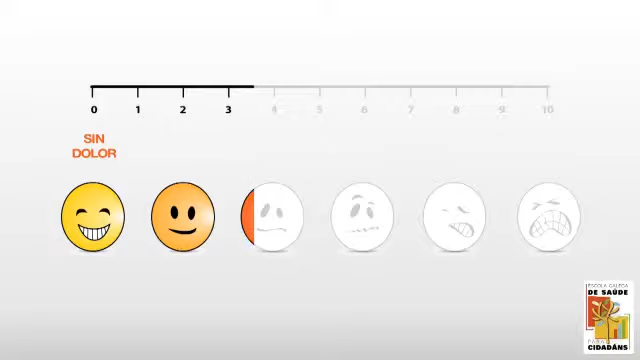 0 1 2 3 4 5 6 7 8 9 10
SIN
DOLOR
ESCOLA GALEGA
DE SAÚDE
PARA
CIDADÁNS